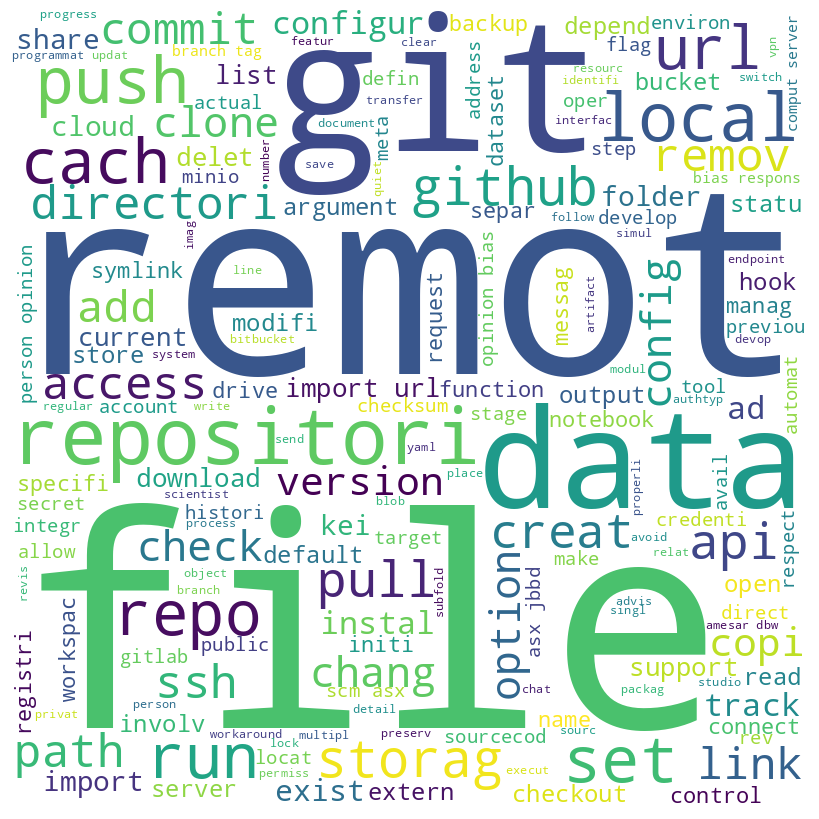 progress
share
commit
configur
backup
depend
environ
programmat
updat
branch tag
featur
clear
flag
url
vpn
push
list
defin
git
resourc
identifi
bucket
switch
comput server
actual
transfer
address
oper
interfac
local
cloud
clone
document
meta
dataset
step
remov
cach
delet
minio
number
save
quiet
github
folder
bias respons
directori
argument
separ
follow
develop
statu
simul
person opinion
symlink
imag
line
remot
request
opinion bias
messag
artifact
config
endpoint
hook
manag
previou
devop
add
modifi
current
bitbucket
store
system
access
drive
import url
function
output
modul
tool
authtyp
ad
automat
regular
account
write
checksum
stage
notebook
repositori
send
yaml
place
data
specifi
download
version
avail
properli
secret
scientist
histori
blob
credenti
respect
integr
kei
target
creat
api
allow
check
default
process
option
avoid
relat
make
revis
object
pull
subfold
asx jbbd
open
direct
workspac
branch
repo
file
instal
advis
singl
amesar dbw
copi
registri
public
initi
gitlab
chang
chat
studio
support
read
ssh
scm asx
packag
track
privat
person
detail
name
connect
involv
workaround
multipl
preserv
sourcecod
sourc
rev
path
run
lock
locat
permiss
storag
execut
set
link
import
server
exist
extern
checkout
control